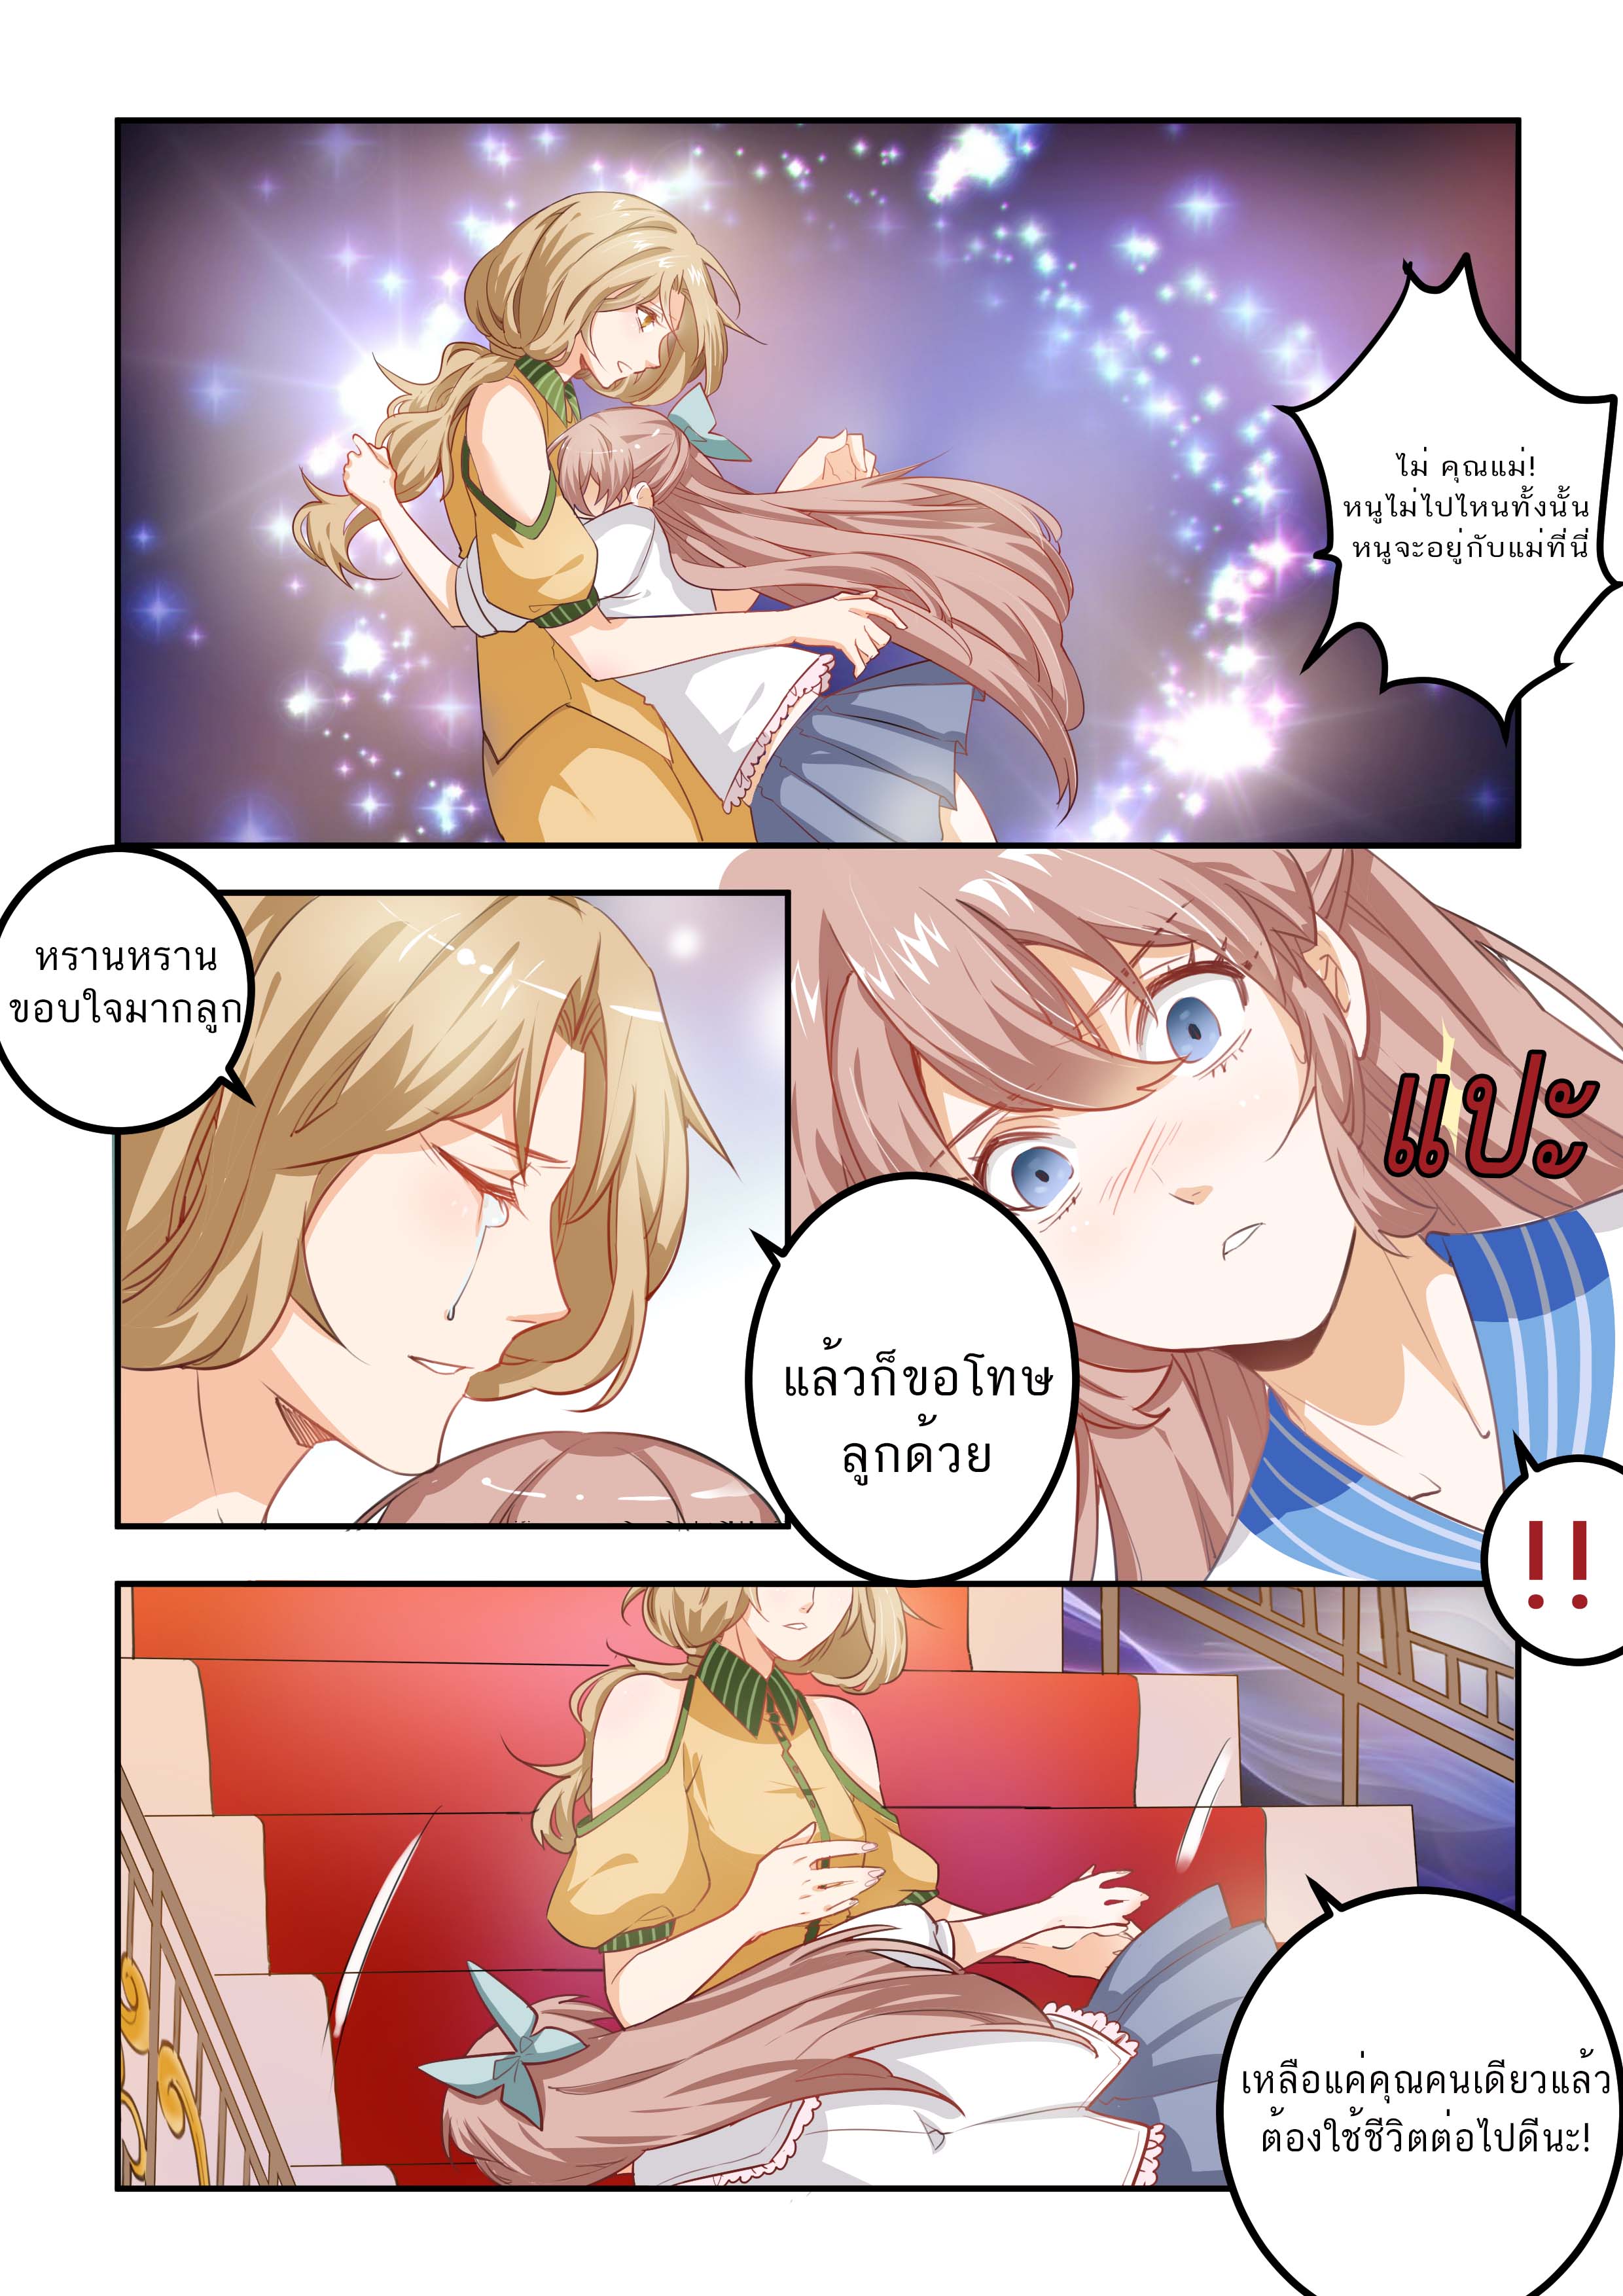 ไม่ คุณแม่!
หนูไม่ไปไหนทั้งนั้น
หนูจะอยู่กับแม่ที่นี่
หรานหราน
ขอบใจมากลูก
แปะ
แล้วก็ขอโทษ
ลูกด้วย
!!
เหลือแค่คุณคนเดียวแล้ว
ต้องใช้ชีวิตต่อไปดีนะ!